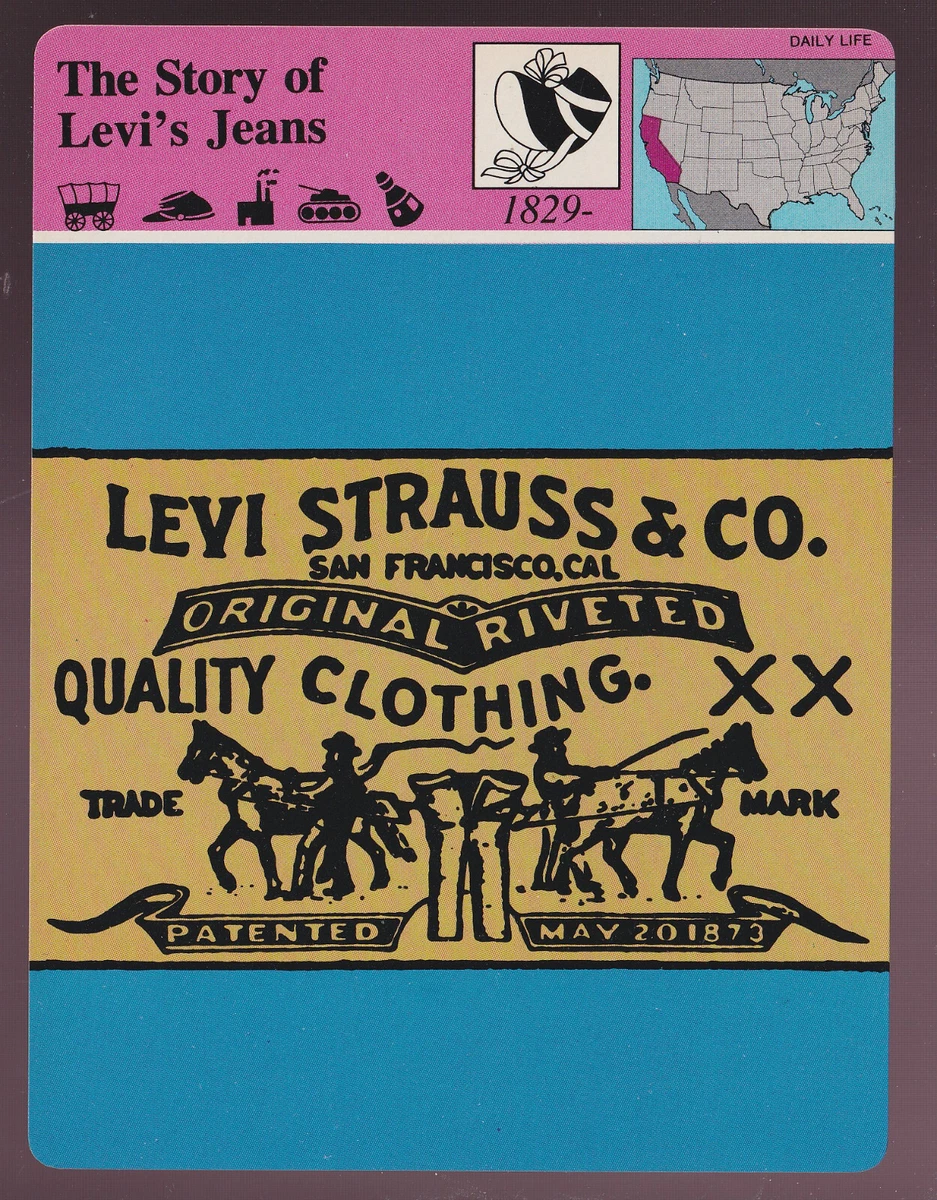 DAILY LIFE
The Story of
Levi's Jeans
1829-
LEVI STRAUSS & CO.
SAN FRANCISCO, CAL
ORIGINAL RIVETED
QUALITY CLOTHING. XX
TRADE MARK
PATENTED MAY 20 1873